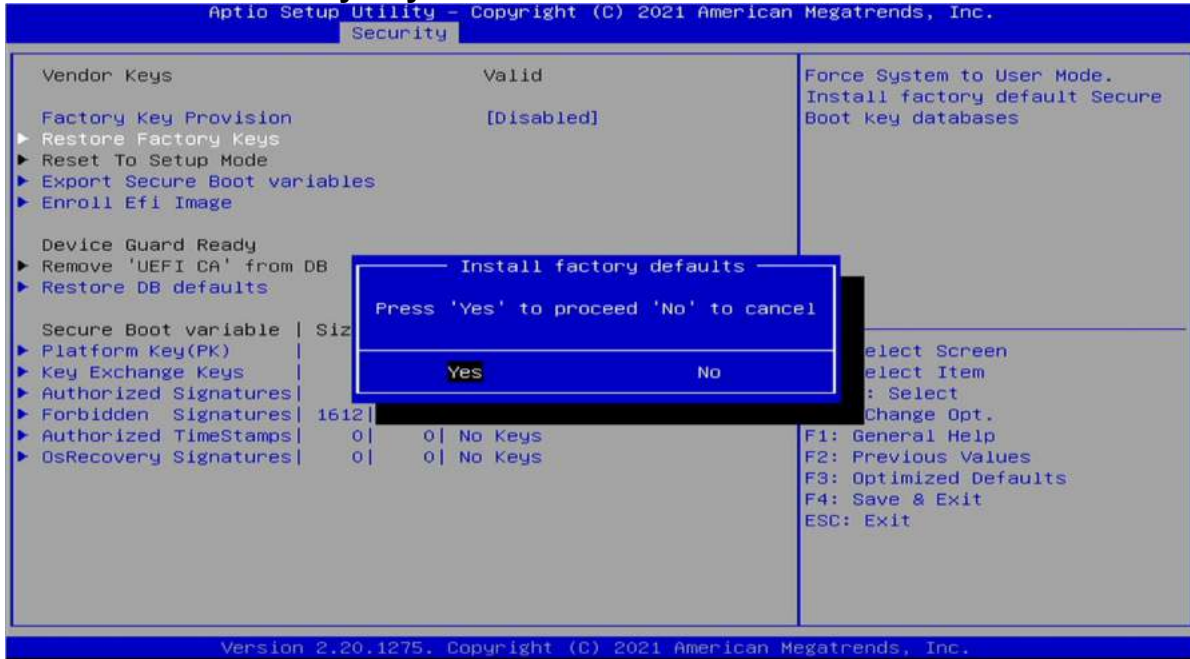 Aptio Setup Utility – Copyright (C) 2021 American Megatrends, Inc.
Security
Vendor Keys Valid
Factory Key Provision [Disabled]
Restore Factory Keys
Reset To Setup Mode
Export Secure Boot variables
Enroll Efi Image
Device Guard Ready
Remove 'UEFI CA' from DB
Restore DB defaults
Secure Boot variable | Siz
Platform Key(PK) |
Key Exchange Keys |
Authorized Signatures|
Forbidden Signatures| 1612|
Authorized TimeStamps| 0| 0| No Keys
OsRecovery Signatures| 0| 0| No Keys
Install factory defaults
Press 'Yes' to proceed 'No' to cancel
Yes No
Force System to User Mode.
Install factory default Secure
Boot key databases
elect Screen
elect Item
: Select
Change Opt.
F1: General Help
F2: Previous Values
F3: Optimized Defaults
F4: Save & Exit
ESC: Exit
Version 2.20.1275. Copyright (C) 2021 American Megatrends, Inc.